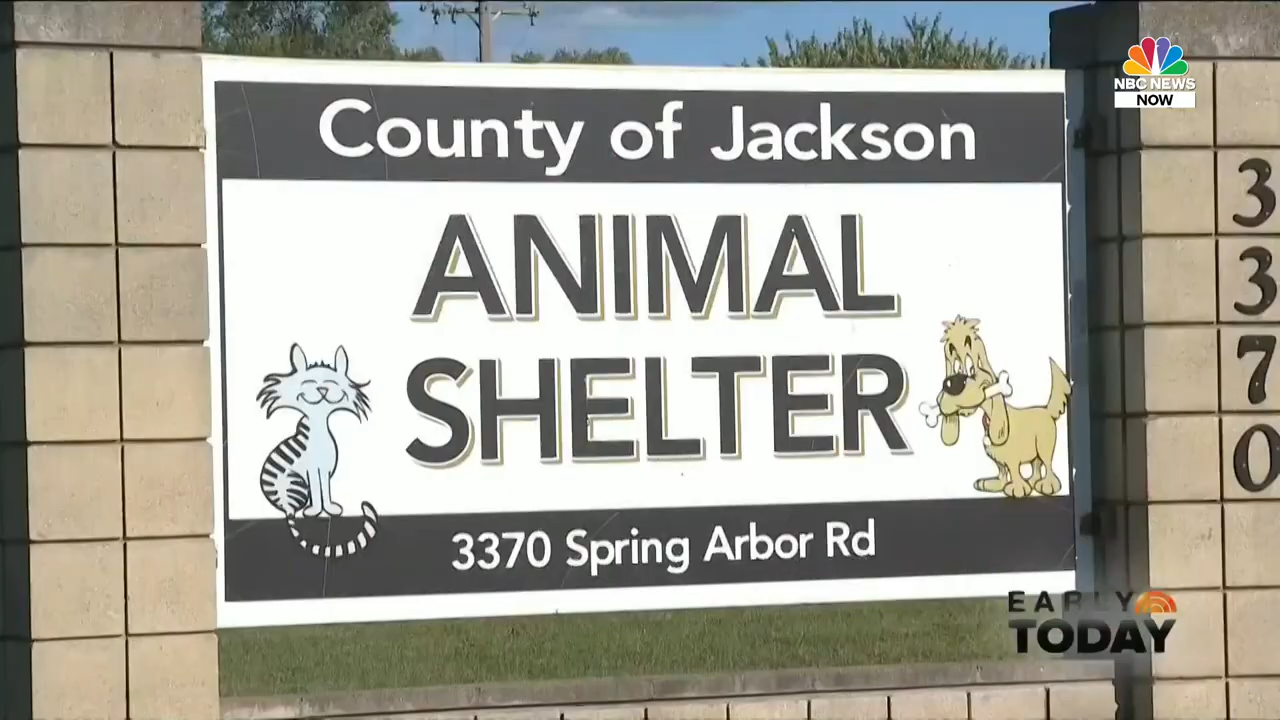 NBC NEWS
NOW
County of Jackson
ANIMAL
SHELTER
3370 Spring Arbor Rd
3
3
7
0
EARLY
TODAY